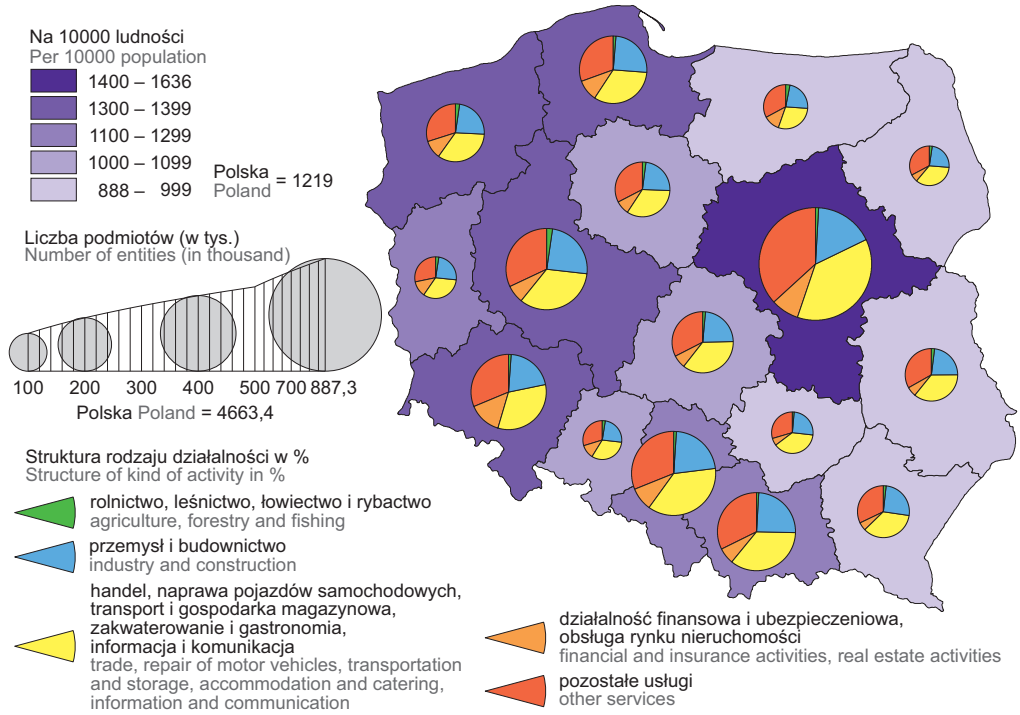 Na 10000 ludności
Per 10000 population
1400 – 1636
1300 – 1399
1100 – 1299
1000 – 1099
888 – 999
Polska
Poland = 1219
Liczba podmiotów (w tys.)
Number of entities (in thousand)
100 200 300 400 500 700 887,3
Polska Poland = 4663,4
Struktura rodzaju działalności w %
Structure of kind of activity in %
rolnictwo, leśnictwo, łowiectwo i rybactwo
agriculture, forestry and fishing
przemysł i budownictwo
industry and construction
handel, naprawa pojazdów samochodowych,
transport i gospodarka magazynowa,
zakwaterowanie i gastronomia,
informacja i komunikacja
trade, repair of motor vehicles, transportation
and storage, accommodation and catering,
information and communication
działalność finansowa i ubezpieczeniowa,
obsługa rynku nieruchomości
financial and insurance activities, real estate activities
pozostałe usługi
other services